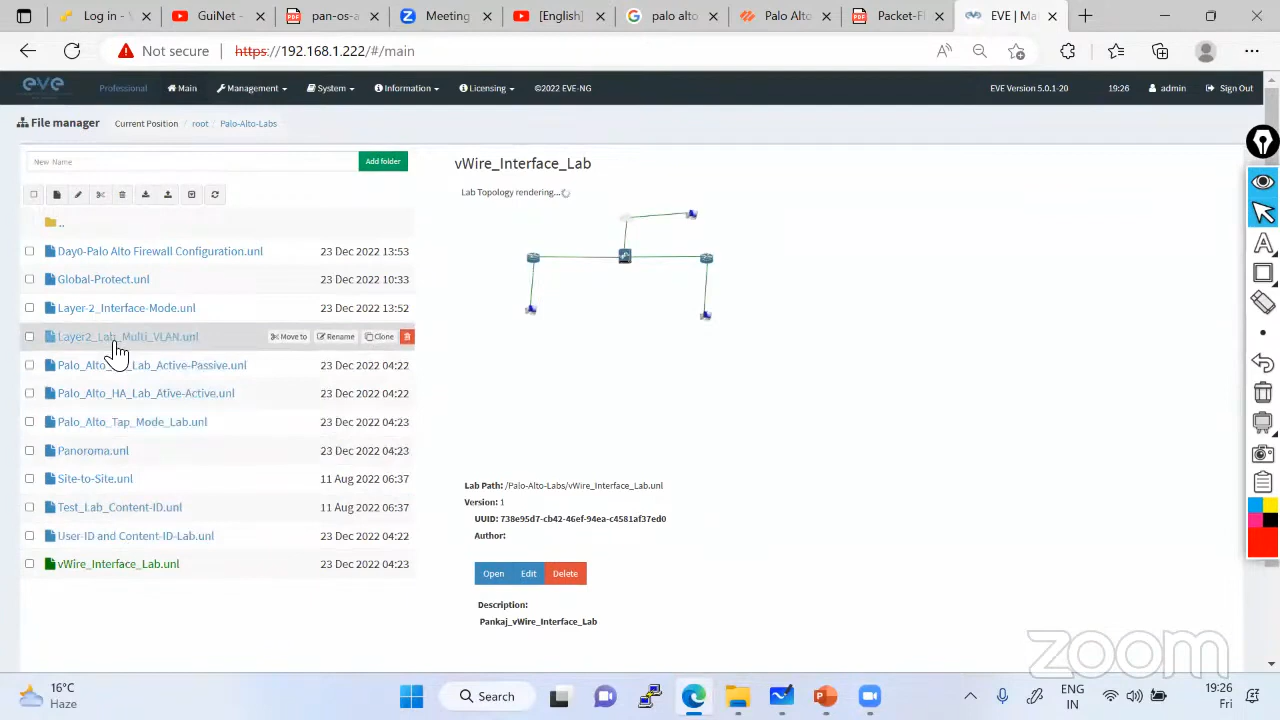 Log in -
GuiNet
pan-os-a
Meeting
[English]
palo alto
Palo Alto
Packet-Fl
EVE | Ma
Not secure
https://192.168.1.222/#/main
eve
Professional
Main
Management
System
Information
Licensing
©2022 EVE-NG
EVE Version 5.0.1-20
19:26
admin
Sign Out
File manager
Current Position
root
Palo-Alto-Labs
New Name
Add folder
..
Day0-Palo Alto Firewall Configuration.unl 23 Dec 2022 13:53
Global-Protect.unl 23 Dec 2022 10:33
Layer-2_Interface-Mode.unl 23 Dec 2022 13:52
Layer2_Lab_Multi_VLAN.unl Move to Rename Clone
Palo_Alto Lab_Active-Passive.unl 23 Dec 2022 04:22
Palo_Alto_HA_Lab_Ative-Active.unl 23 Dec 2022 04:22
Palo_Alto_Tap_Mode_Lab.unl 23 Dec 2022 04:23
Panoroma.unl 23 Dec 2022 04:23
Site-to-Site.unl 11 Aug 2022 06:37
Test_Lab_Content-ID.unl 11 Aug 2022 06:37
User-ID and Content-ID-Lab.unl 23 Dec 2022 04:22
vWire_Interface_Lab.unl 23 Dec 2022 04:23
vWire_Interface_Lab
Lab Topology rendering...
Lab Path: /Palo-Alto-Labs/vWire_Interface_Lab.unl
Version: 1
UUID: 738e95d7-cb42-46ef-94ea-c4581af37ed0
Author:
Open Edit Delete
Description:
Pankaj_vWire_Interface_Lab
zoom
16°C
Haze
Search
ENG
IN
19:26
Fri